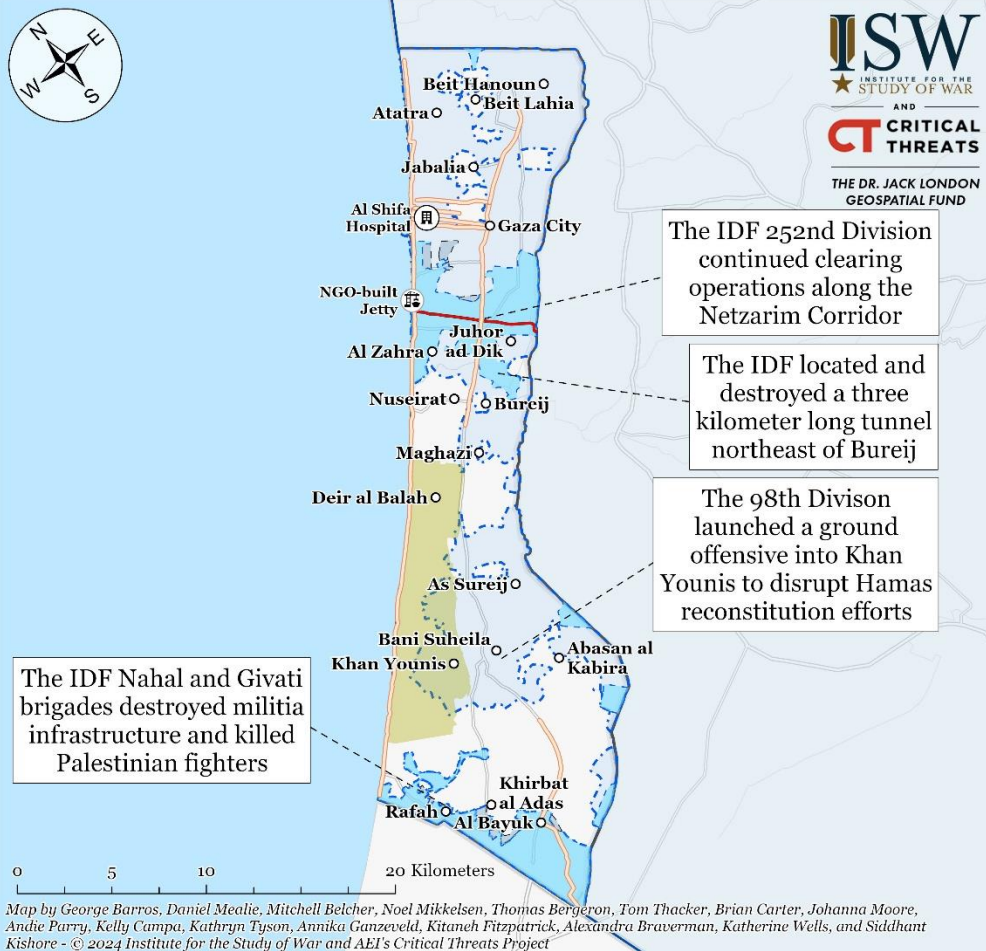 N
E
W
S
ISW
INSTITUTE FOR THE
STUDY OF WAR
AND
CT CRITICAL
THREATS
THE DR. JACK LONDON
GEOSPATIAL FUND
Beit Hanoun
Beit Lahia
Atatra
Jabalia
Al Shifa
Hospital
Gaza City
The IDF 252nd Division
continued clearing
operations along the
Netzarim Corridor
NGO-built
Jetty
Juhor
ad Dik
Al Zahra
The IDF located and
destroyed a three
kilometer long tunnel
northeast of Bureij
Nuseirat
Bureij
Maghazi
Deir al Balah
The 98th Divison
launched a ground
offensive into Khan
Younis to disrupt Hamas
reconstitution efforts
As Sureij
Bani Suheila
Khan Younis
Abasan al
Kabira
The IDF Nahal and Givati
brigades destroyed militia
infrastructure and killed
Palestinian fighters
Khirbat
al Adas
Rafah
Al Bayuk
0 5 10 20 Kilometers
Map by George Barros, Daniel Mealie, Mitchell Belcher, Noel Mikkelsen, Thomas Bergeron, Tom Thacker, Brian Carter, Johanna Moore,
Andie Parry, Kelly Campa, Kathryn Tyson, Annika Ganzeveld, Kitaneh Fitzpatrick, Alexandra Braverman, Katherine Wells, and Siddhant
Kishore - © 2024 Institute for the Study of War and AEI's Critical Threats Project